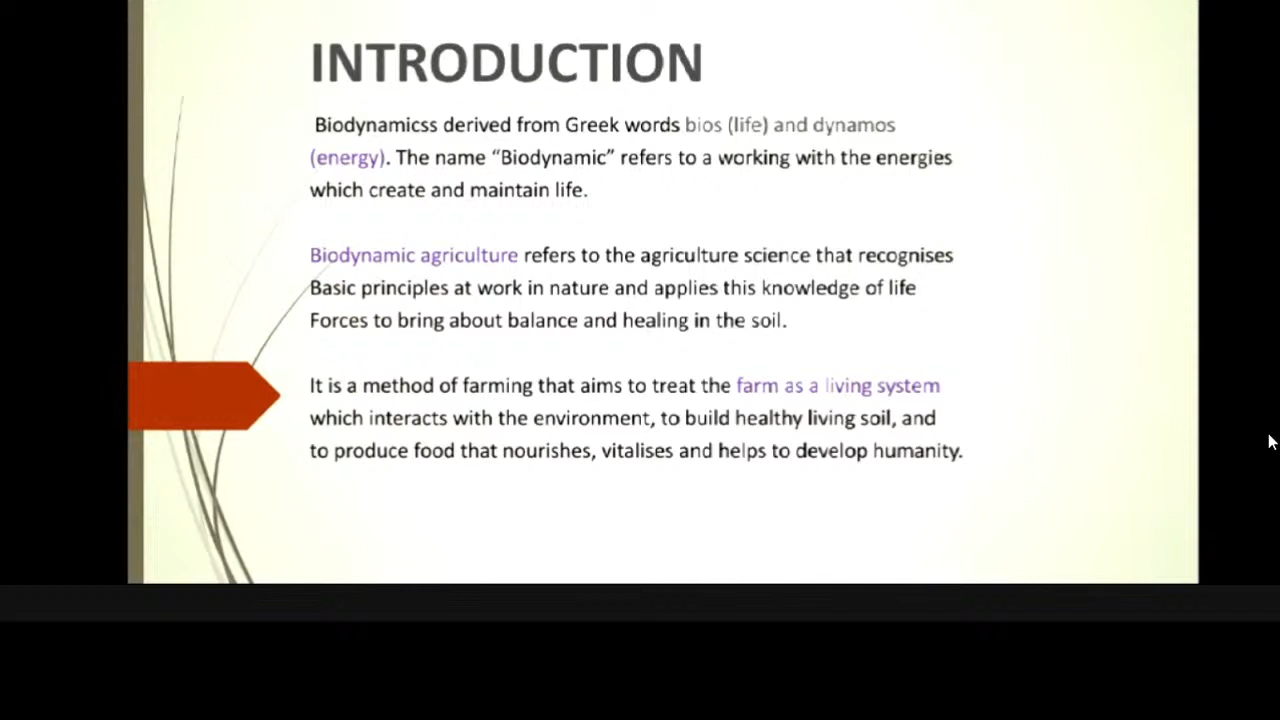 INTRODUCTION
Biodynamicss derived from Greek words bios (life) and dynamos
(energy). The name “Biodynamic” refers to a working with the energies
which create and maintain life.
Biodynamic agriculture refers to the agriculture science that recognises
Basic principles at work in nature and applies this knowledge of life
Forces to bring about balance and healing in the soil.
It is a method of farming that aims to treat the farm as a living system
which interacts with the environment, to build healthy living soil, and
to produce food that nourishes, vitalises and helps to develop humanity.